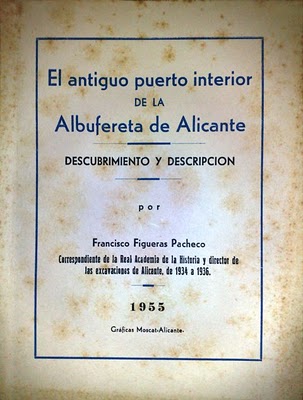 El antiguo puerto interior
DE LA
Albufereta de Alicante
DESCUBRIMIENTO Y DESCRIPCION
por
Francisco Figueras Pacheco
Correspondiente de la Real Academia de la Historia y director de
las excavaciones de Alicante, de 1934 a 1936.
1955
Gráficas Moscat-Alicante-